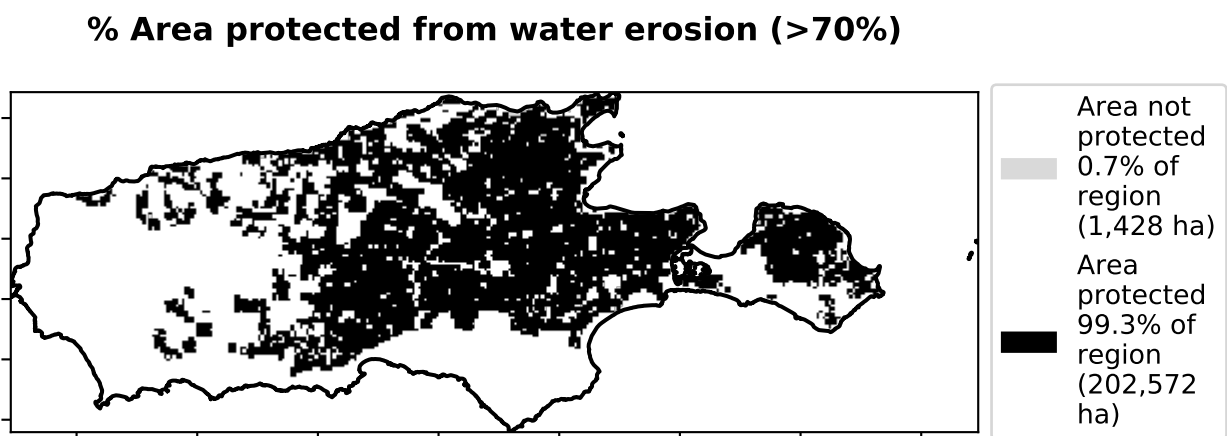 % Area protected from water erosion (>70%)
Area not
protected
0.7% of
region
(1,428 ha)
Area
protected
99.3% of
region
(202,572
ha)